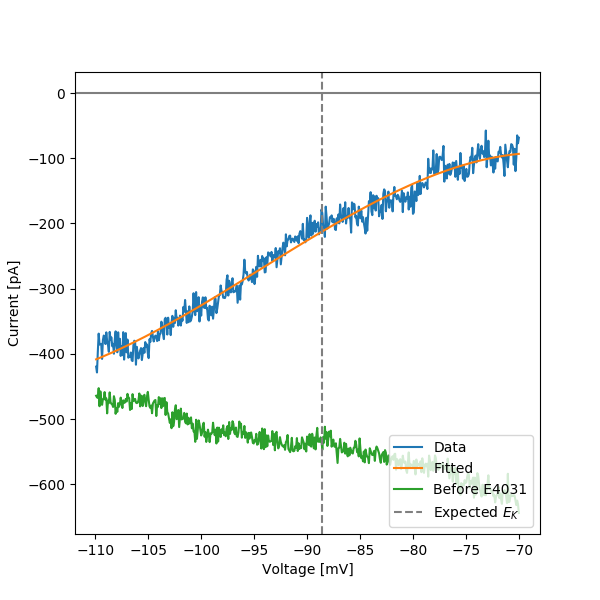 0
−100
−200
−300
−400
−500
−600
Current [pA]
Data
Fitted
Before E4031
Expected E_K
−110 −105 −100 −95 −90 −85 −80 −75 −70
Voltage [mV]